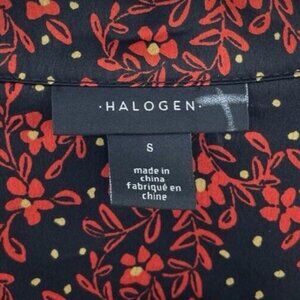 ·HALOGEN·
S
made in
china
fabriqué en
chine